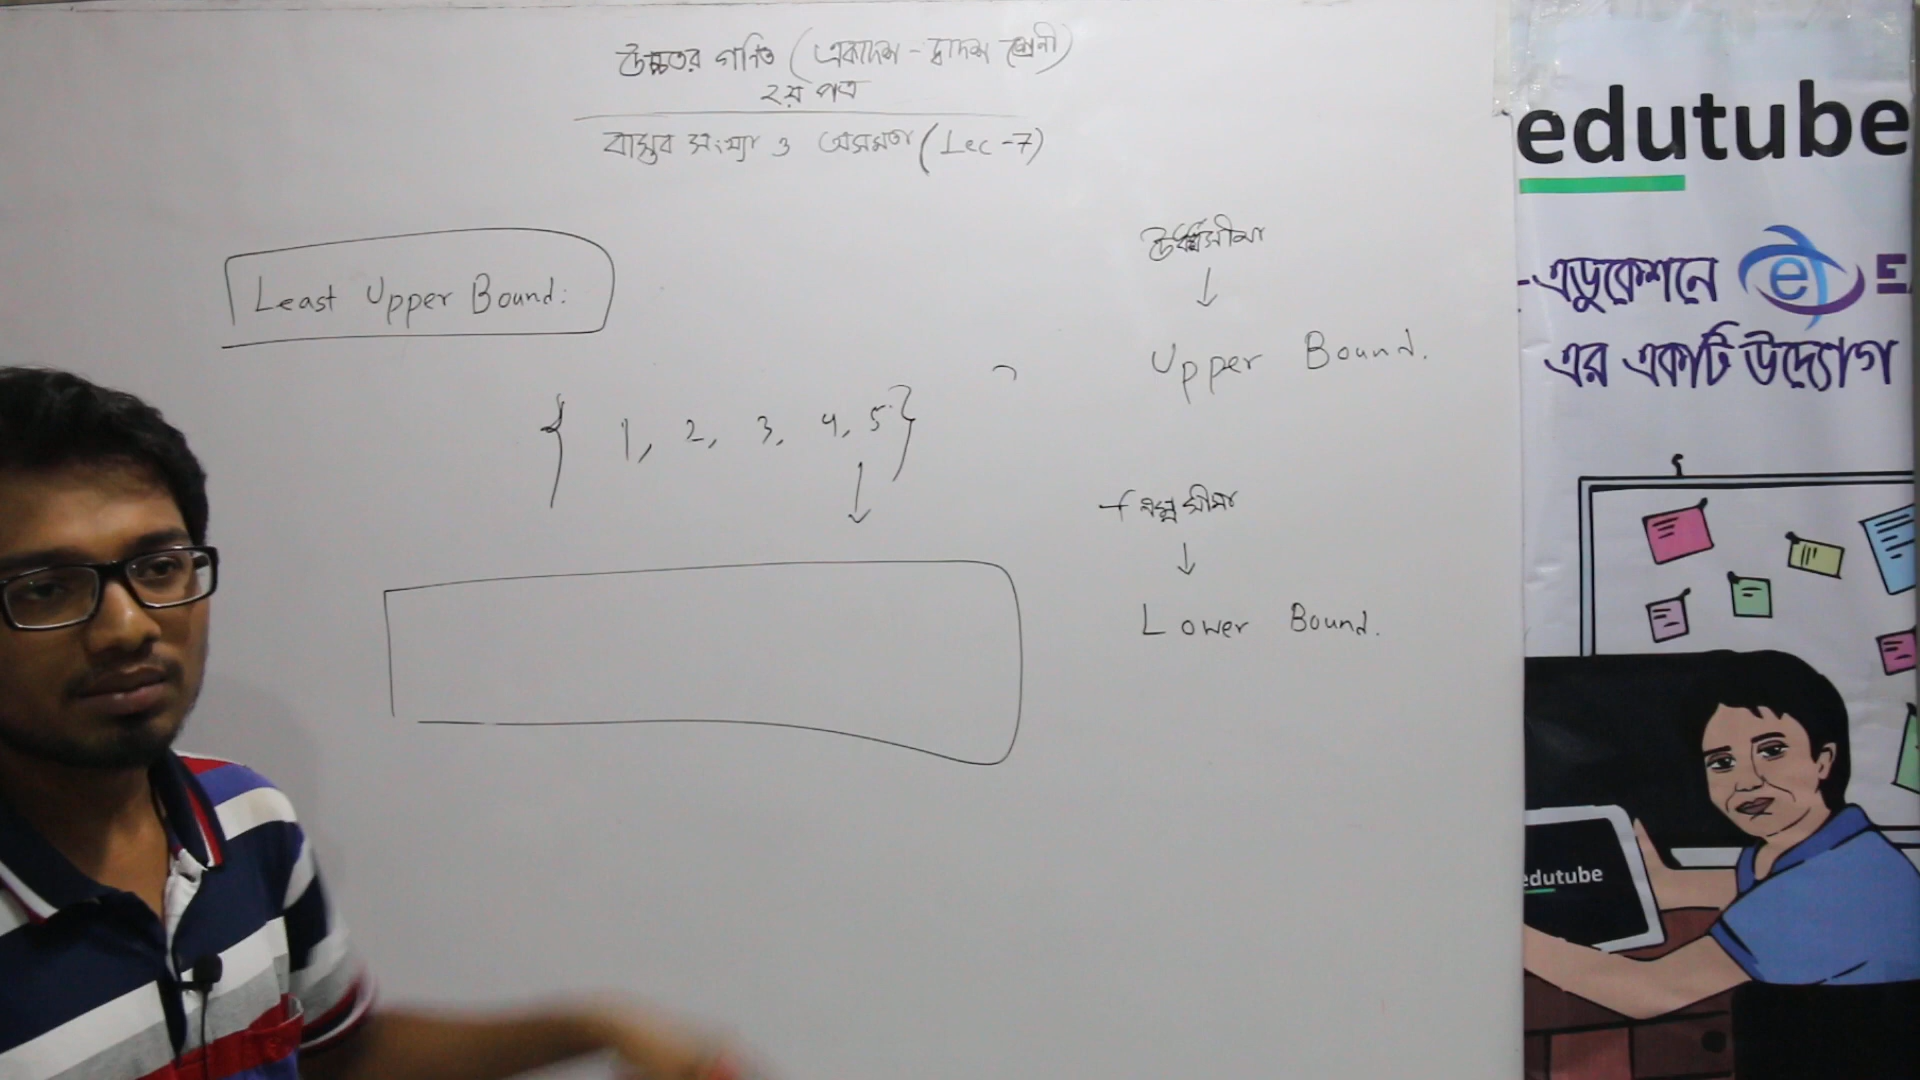 উচ্চতর গণিত (একাদশ - দ্বাদশ শ্রেণী)
২য় পত্র
বাস্তব সংখ্যা ও অসমতা (Lec -7)
Least Upper Bound:
{ 1, 2, 3, 4, 5 }
ঊর্ধ্বসীমা
↓
Upper Bound.
নিম্নসীমা
↓
Lower Bound.
edutube
-এডুকেশনে
এর একটি উদ্যোগ
edutube